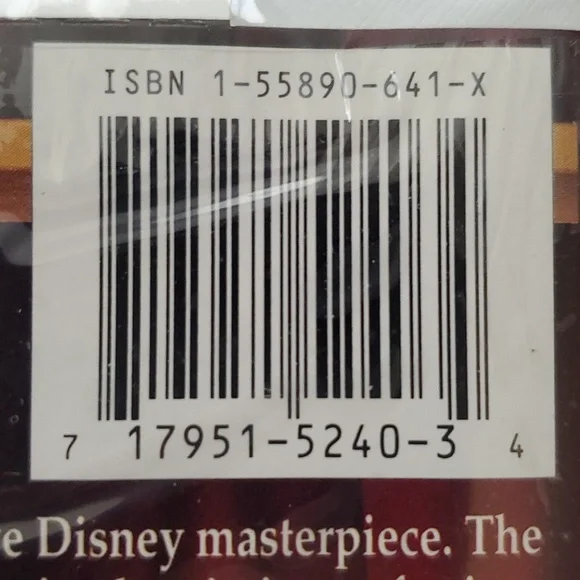 ISBN 1-55890-641-X
7 17951-5240-3 4
e Disney masterpiece. The